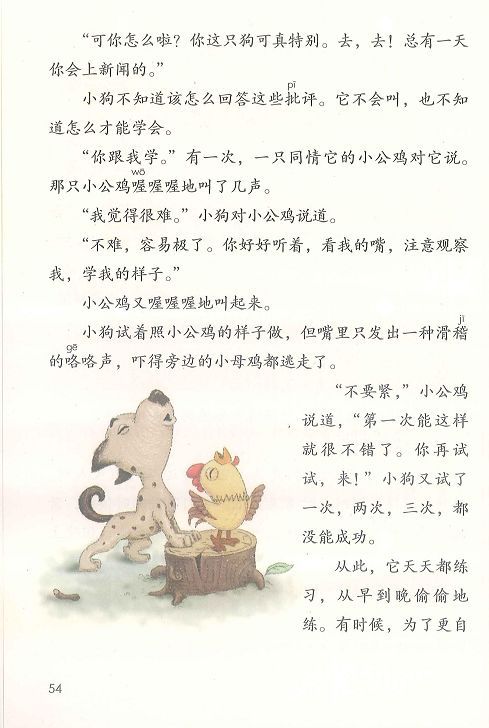 “可你怎么啦？你这只狗可真特别。去，去！总有一天
你会上新闻的。”
pī
小狗不知道该怎么回答这些批评。它不会叫，也不知
道怎么才能学会。
“你跟我学。”有一次，一只同情它的小公鸡对它说。
wō
那只小公鸡喔喔喔地叫了几声。
“我觉得很难。”小狗对小公鸡说道。
“不难，容易极了。你好好听着，看我的嘴，注意观察
我，学我的样子。”
小公鸡又喔喔喔地叫起来。
jī
小狗试着照小公鸡的样子做，但嘴里只发出一种滑稽
gē
的咯咯声，吓得旁边的小母鸡都逃走了。
“不要紧，”小公鸡
说道，“第一次能这样
就很不错了。你再试
试，来！”小狗又试了
一次，两次，三次，都
没能成功。
从此，它天天都练
习，从早到晚偷偷地
练。有时候，为了更自
54